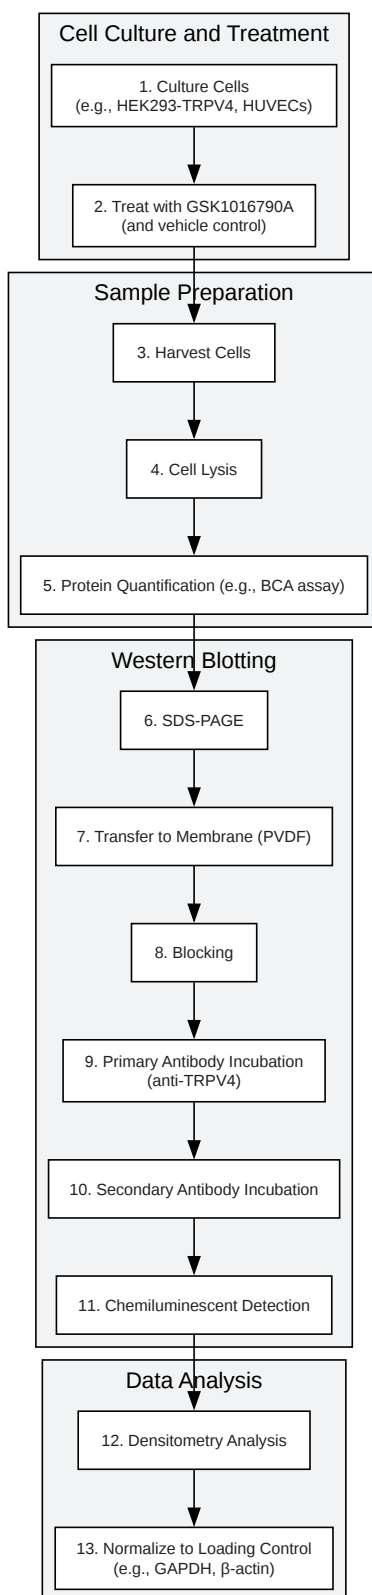 Cell Culture and Treatment
1. Culture Cells
(e.g., HEK293-TRPV4, HUVECs)
2. Treat with GSK1016790A
(and vehicle control)
Sample Preparation
3. Harvest Cells
4. Cell Lysis
5. Protein Quantification (e.g., BCA assay)
Western Blotting
6. SDS-PAGE
7. Transfer to Membrane (PVDF)
8. Blocking
9. Primary Antibody Incubation
(anti-TRPV4)
10. Secondary Antibody Incubation
11. Chemiluminescent Detection
Data Analysis
12. Densitometry Analysis
13. Normalize to Loading Control
(e.g., GAPDH, β-actin)